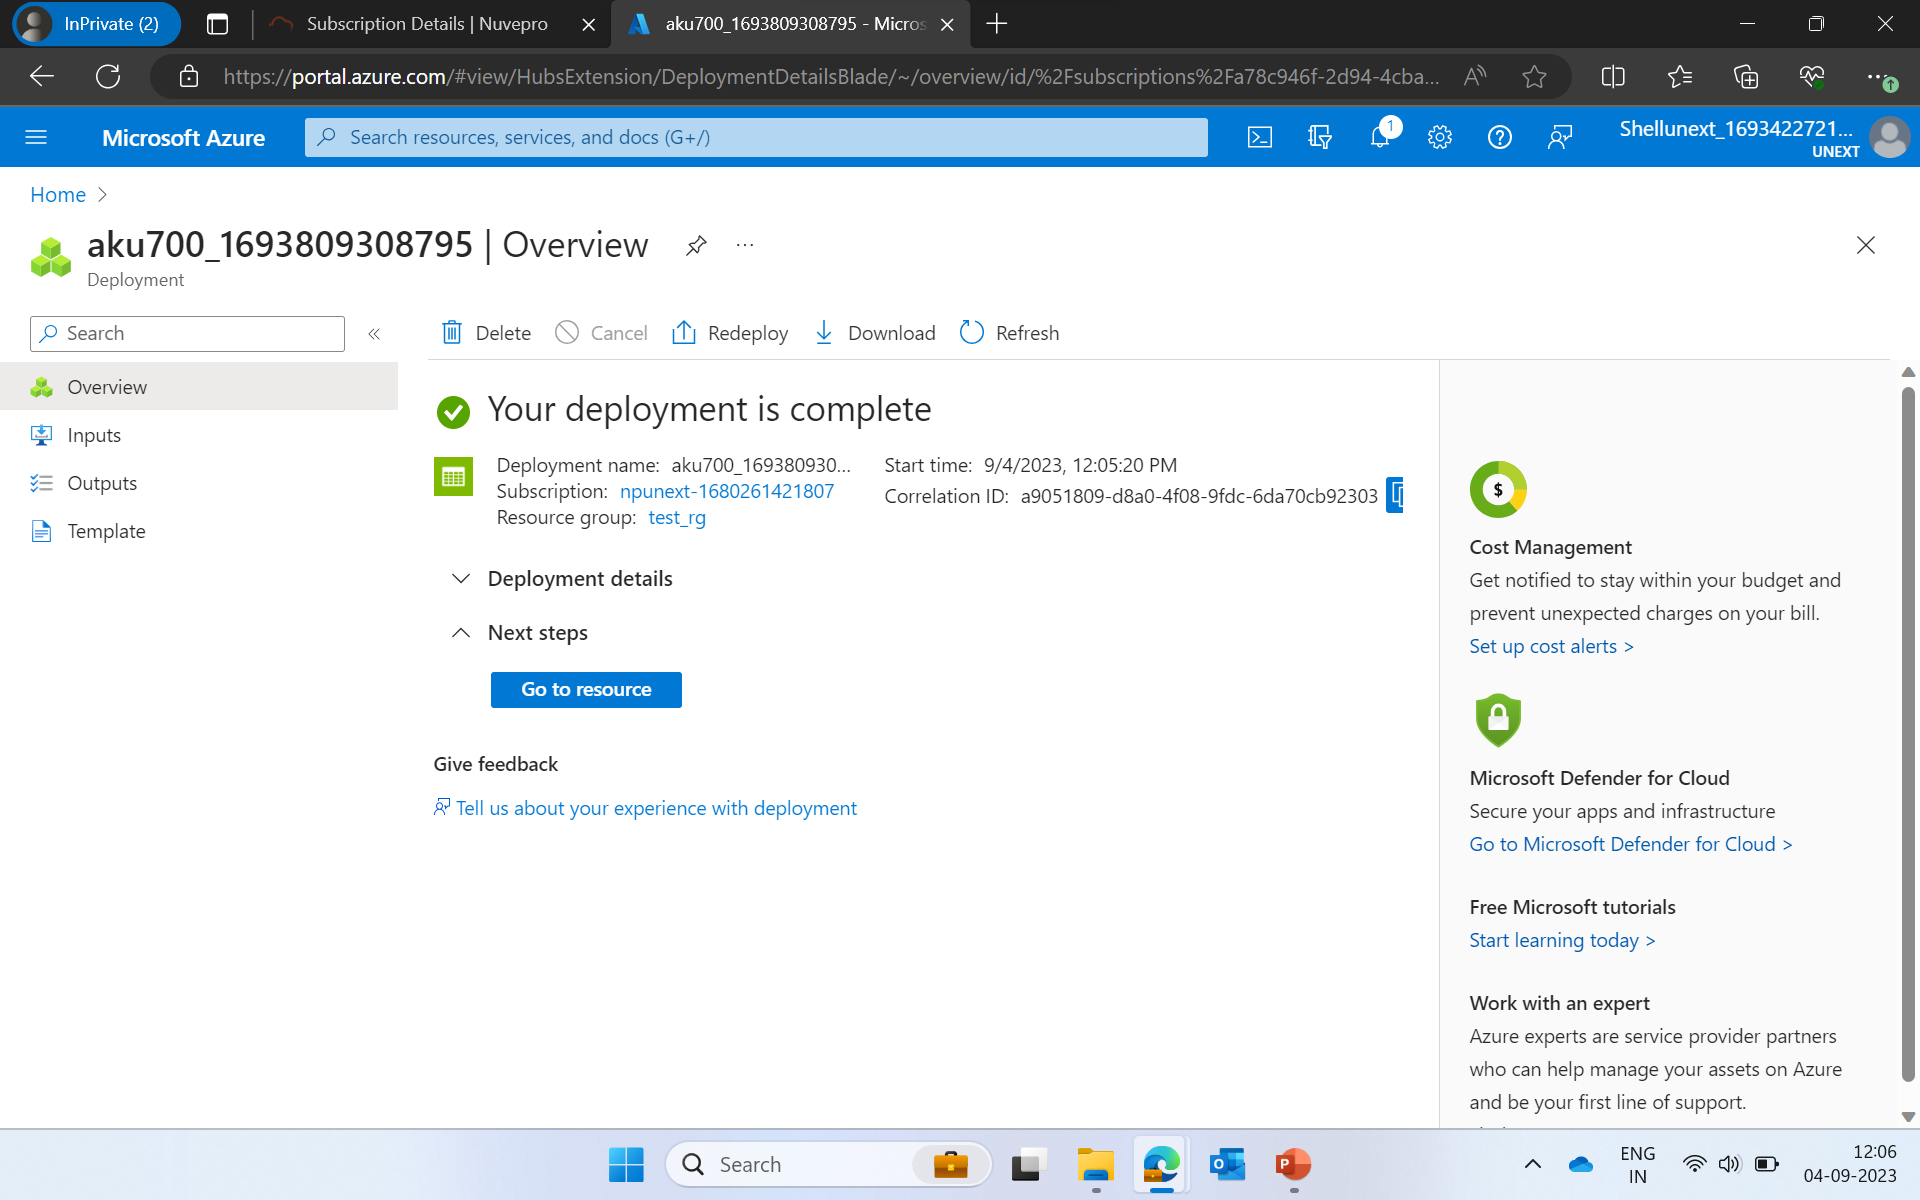 InPrivate (2)
Subscription Details | Nuvepro
aku700_1693809308795 - Micros
https://portal.azure.com/#view/HubsExtension/DeploymentDetailsBlade/~/overview/id/%2Fsubscriptions%2Fa78c946f-2d94-4cba...
Microsoft Azure
Search resources, services, and docs (G+/)
1
Shellunext_1693422721...
UNEXT
Home
aku700_1693809308795 | Overview
Deployment
Search
Delete
Cancel
Redeploy
Download
Refresh
Overview
Inputs
Outputs
Template
Your deployment is complete
Deployment name: aku700_169380930...
Subscription: npunext-1680261421807
Resource group: test_rg
Start time: 9/4/2023, 12:05:20 PM
Correlation ID: a9051809-d8a0-4f08-9fdc-6da70cb92303
Deployment details
Next steps
Go to resource
Give feedback
Tell us about your experience with deployment
$
Cost Management
Get notified to stay within your budget and
prevent unexpected charges on your bill.
Set up cost alerts >
Microsoft Defender for Cloud
Secure your apps and infrastructure
Go to Microsoft Defender for Cloud >
Free Microsoft tutorials
Start learning today >
Work with an expert
Azure experts are service provider partners
who can help manage your assets on Azure
and be your first line of support.
Search
ENG
IN
12:06
04-09-2023